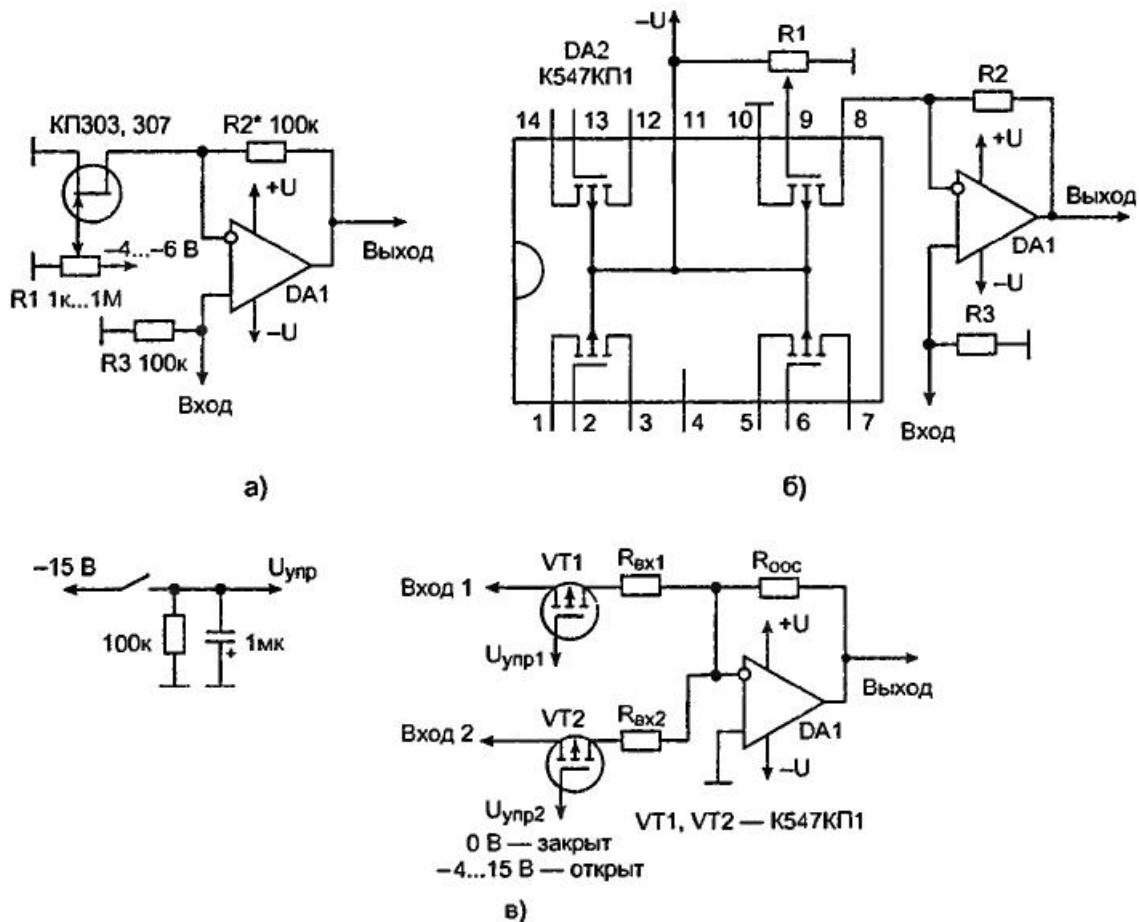 КП303, 307
R2* 100к
+U
–4...–6 В
Выход
DA1
R1 1к...1М
–U
R3 100к
Вход
а)
–U
R1
DA2
К547КП1
14 13 12 11 10 9 8
R2
+U
Выход
DA1
–U
R3
1 2 3 4 5 6 7
Вход
б)
–15 В
Uупр
100к
1мк
+
VT1
Rвх1
Rоос
Вход 1
+U
Uупр1
Выход
VT2
Rвх2
Вход 2
DA1
–U
Uупр2
VT1, VT2 — К547КП1
0 В — закрыт
–4...15 В — открыт
в)